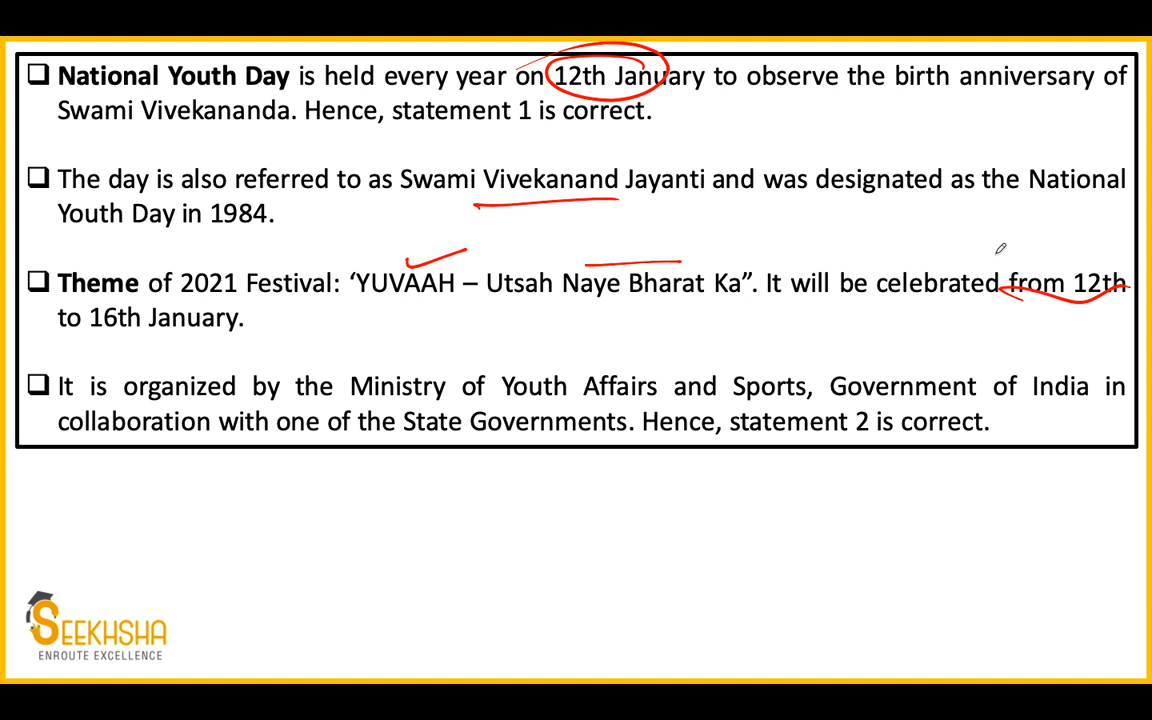 National Youth Day is held every year on 12th January to observe the birth anniversary of
Swami Vivekananda. Hence, statement 1 is correct.
The day is also referred to as Swami Vivekanand Jayanti and was designated as the National
Youth Day in 1984.
Theme of 2021 Festival: ‘YUVAAH – Utsah Naye Bharat Ka”. It will be celebrated from 12th
to 16th January.
It is organized by the Ministry of Youth Affairs and Sports, Government of India in
collaboration with one of the State Governments. Hence, statement 2 is correct.
SEEKHSHA
ENROUTE EXCELLENCE